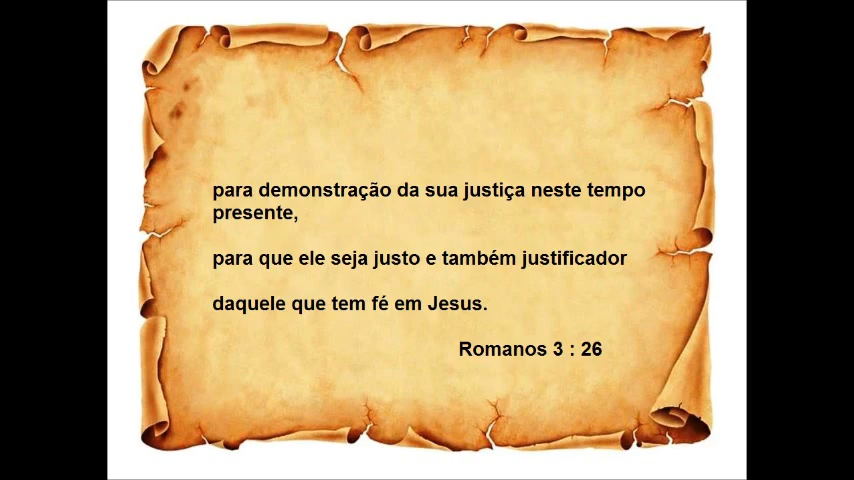 para demonstração da sua justiça neste tempo
presente,
para que ele seja justo e também justificador
daquele que tem fé em Jesus.
Romanos 3 : 26